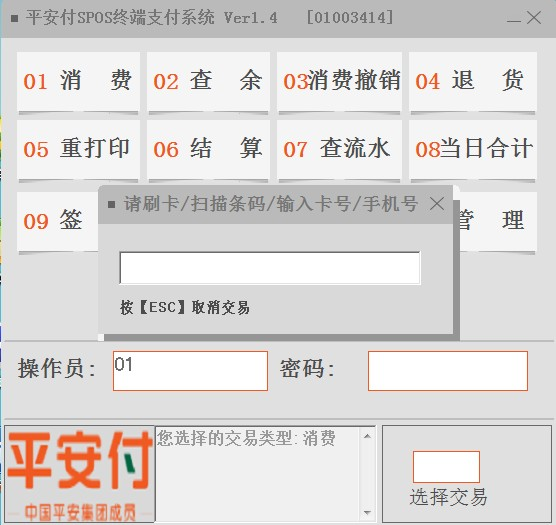 平安付SPOS终端支付系统 Ver1.4 [01003414]
01 消 费 02 查 余 03消费撤销 04 退 货
05 重打印 06 结 算 07 查流水 08当日合计
09 签 管 理
请刷卡/扫描条码/输入卡号/手机号
按【ESC】取消交易
操作员: 01 密码:
平安付
中国平安集团成员
您选择的交易类型: 消费
选择交易